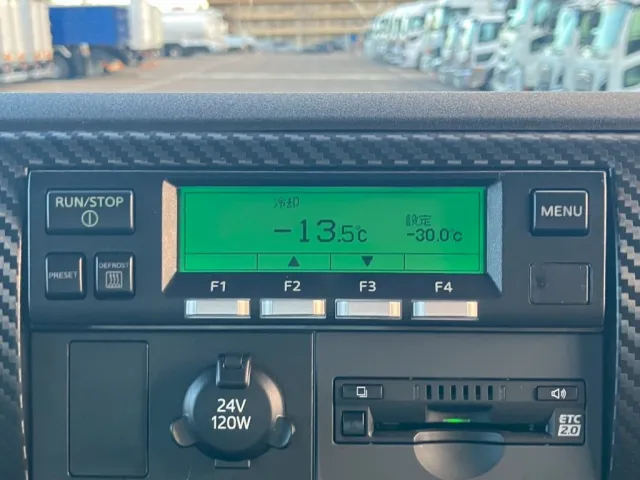 RUN/STOP
冷却
-13.5℃
設定
-30.0℃
▲
▼
MENU
PRESET
DEFROST
F1
F2
F3
F4
24V
120W
ETC
2.0